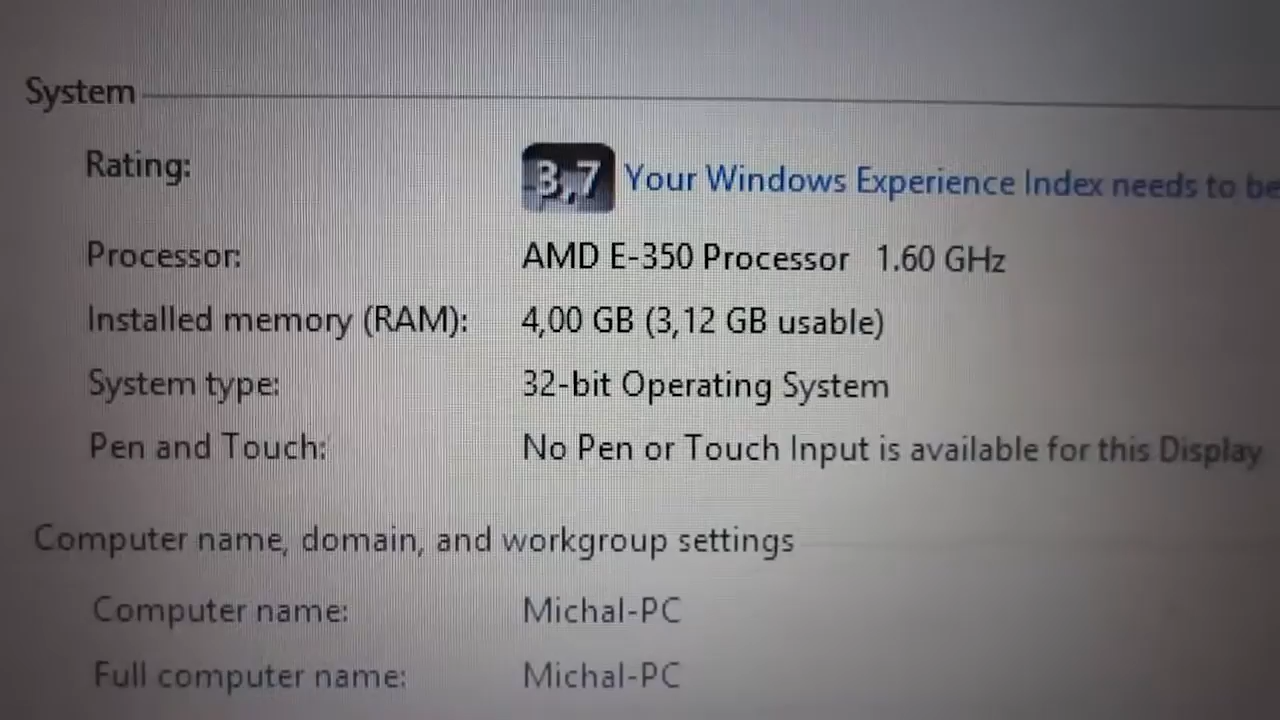 System
Rating: 3,7 Your Windows Experience Index needs to be
Processor: AMD E-350 Processor 1.60 GHz
Installed memory (RAM): 4,00 GB (3,12 GB usable)
System type: 32-bit Operating System
Pen and Touch: No Pen or Touch Input is available for this Display
Computer name, domain, and workgroup settings
Computer name: Michal-PC
Full computer name: Michal-PC